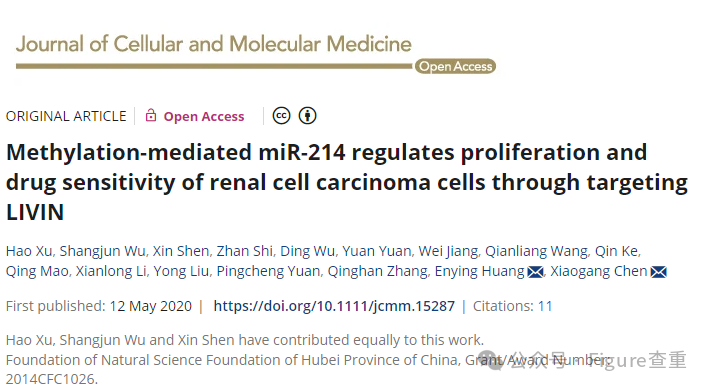 Journal of Cellular and Molecular Medicine
Open Access
ORIGINAL ARTICLE Open Access cc
Methylation-mediated miR-214 regulates proliferation and
drug sensitivity of renal cell carcinoma cells through targeting
LIVIN
Hao Xu, Shangjun Wu, Xin Shen, Zhan Shi, Ding Wu, Yuan Yuan, Wei Jiang, Qianliang Wang, Qin Ke,
Qing Mao, Xianlong Li, Yong Liu, Pingcheng Yuan, Qinghan Zhang, Enying Huang, Xiaogang Chen
First published: 12 May 2020 | https://doi.org/10.1111/jcmm.15287 | Citations: 11
Hao Xu, Shangjun Wu and Xin Shen have contributed equally to this work.
Foundation of Natural Science Foundation of Hubei Province of China, Grant/Award Number:
2014CFC1026.
公众号 · Figure查重